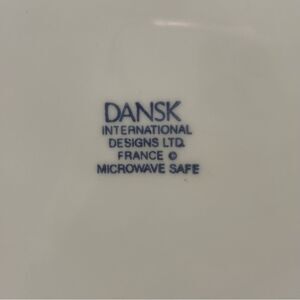 DANSK
INTERNATIONAL
DESIGNS LTD.
FRANCE ©
MICROWAVE SAFE